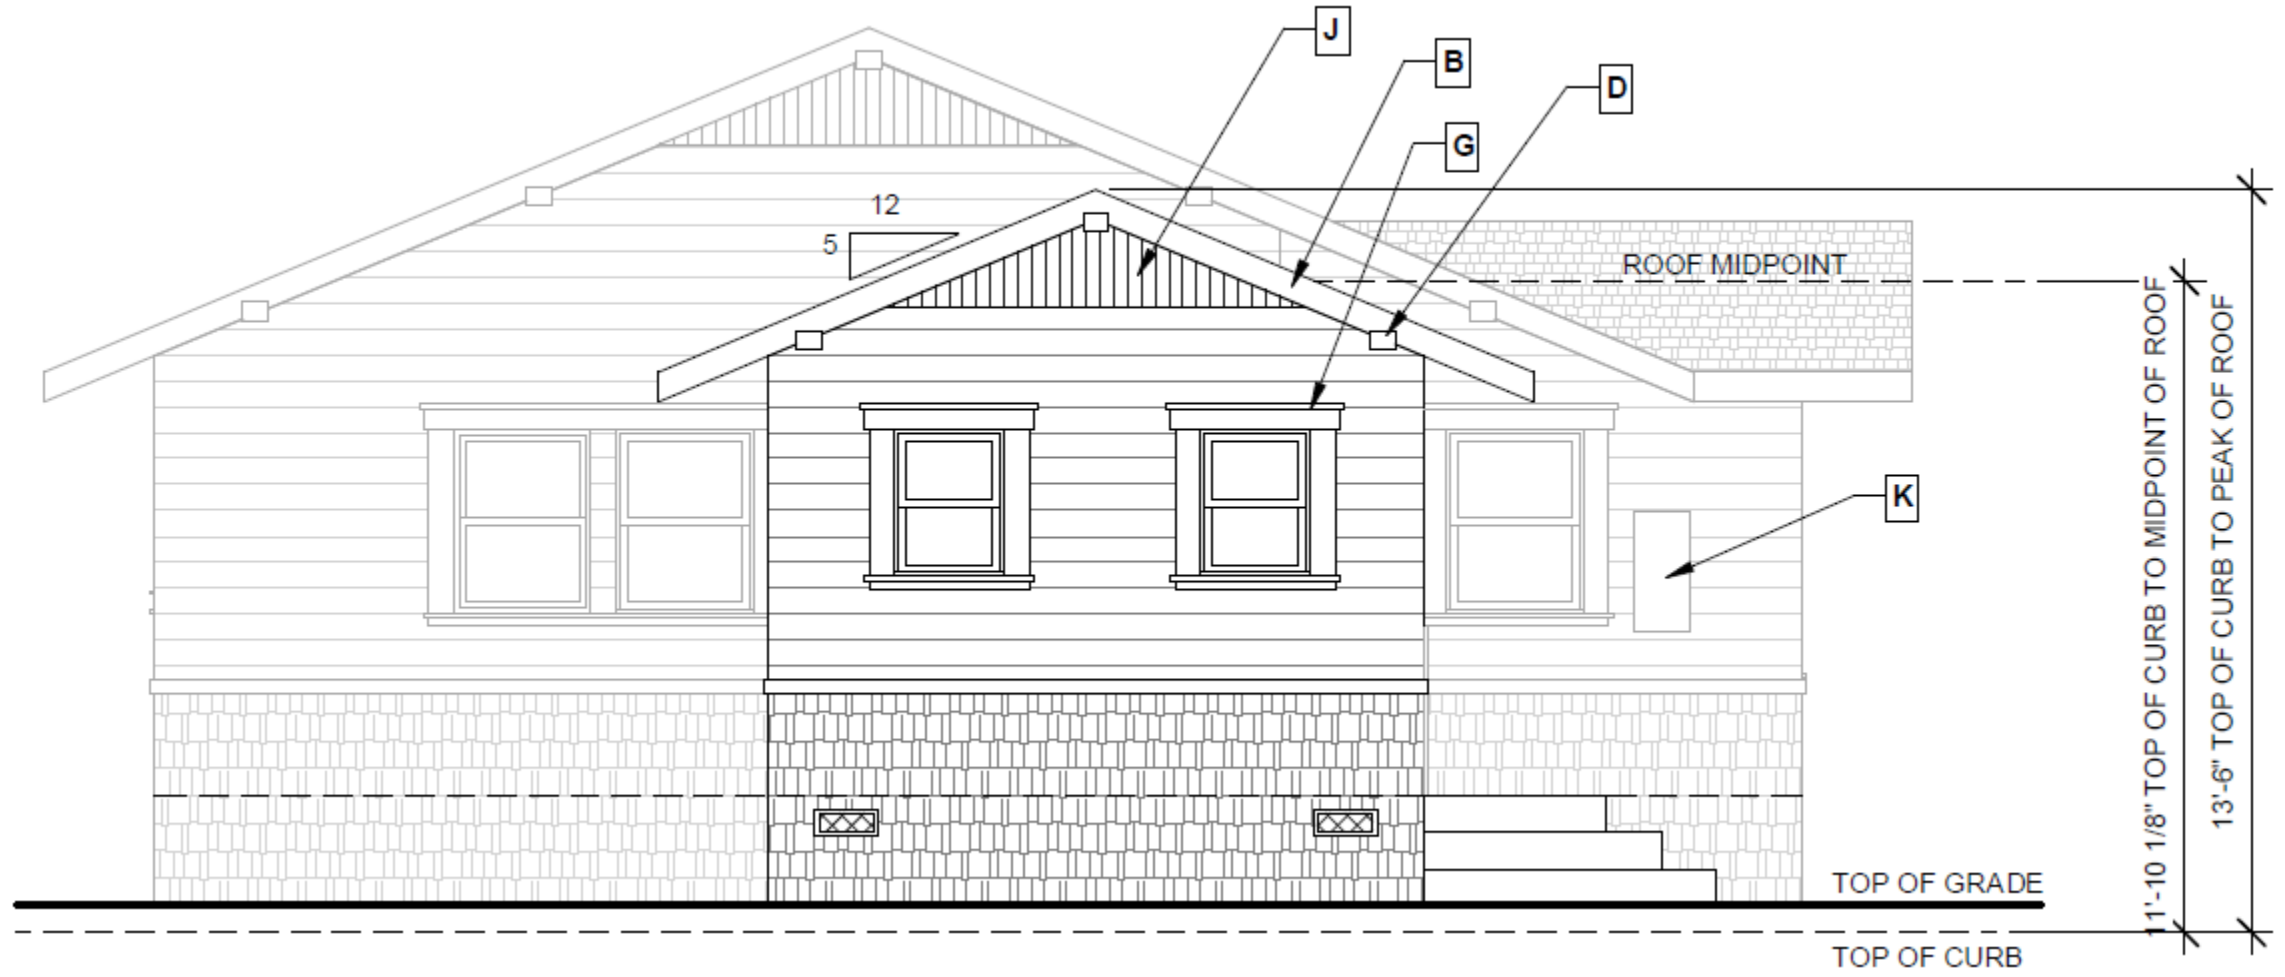 J
B
D
G
12
5
ROOF MIDPOINT
K
11'-10 1/8" TOP OF CURB TO MIDPOINT OF ROOF
13'-6" TOP OF CURB TO PEAK OF ROOF
TOP OF GRADE
TOP OF CURB